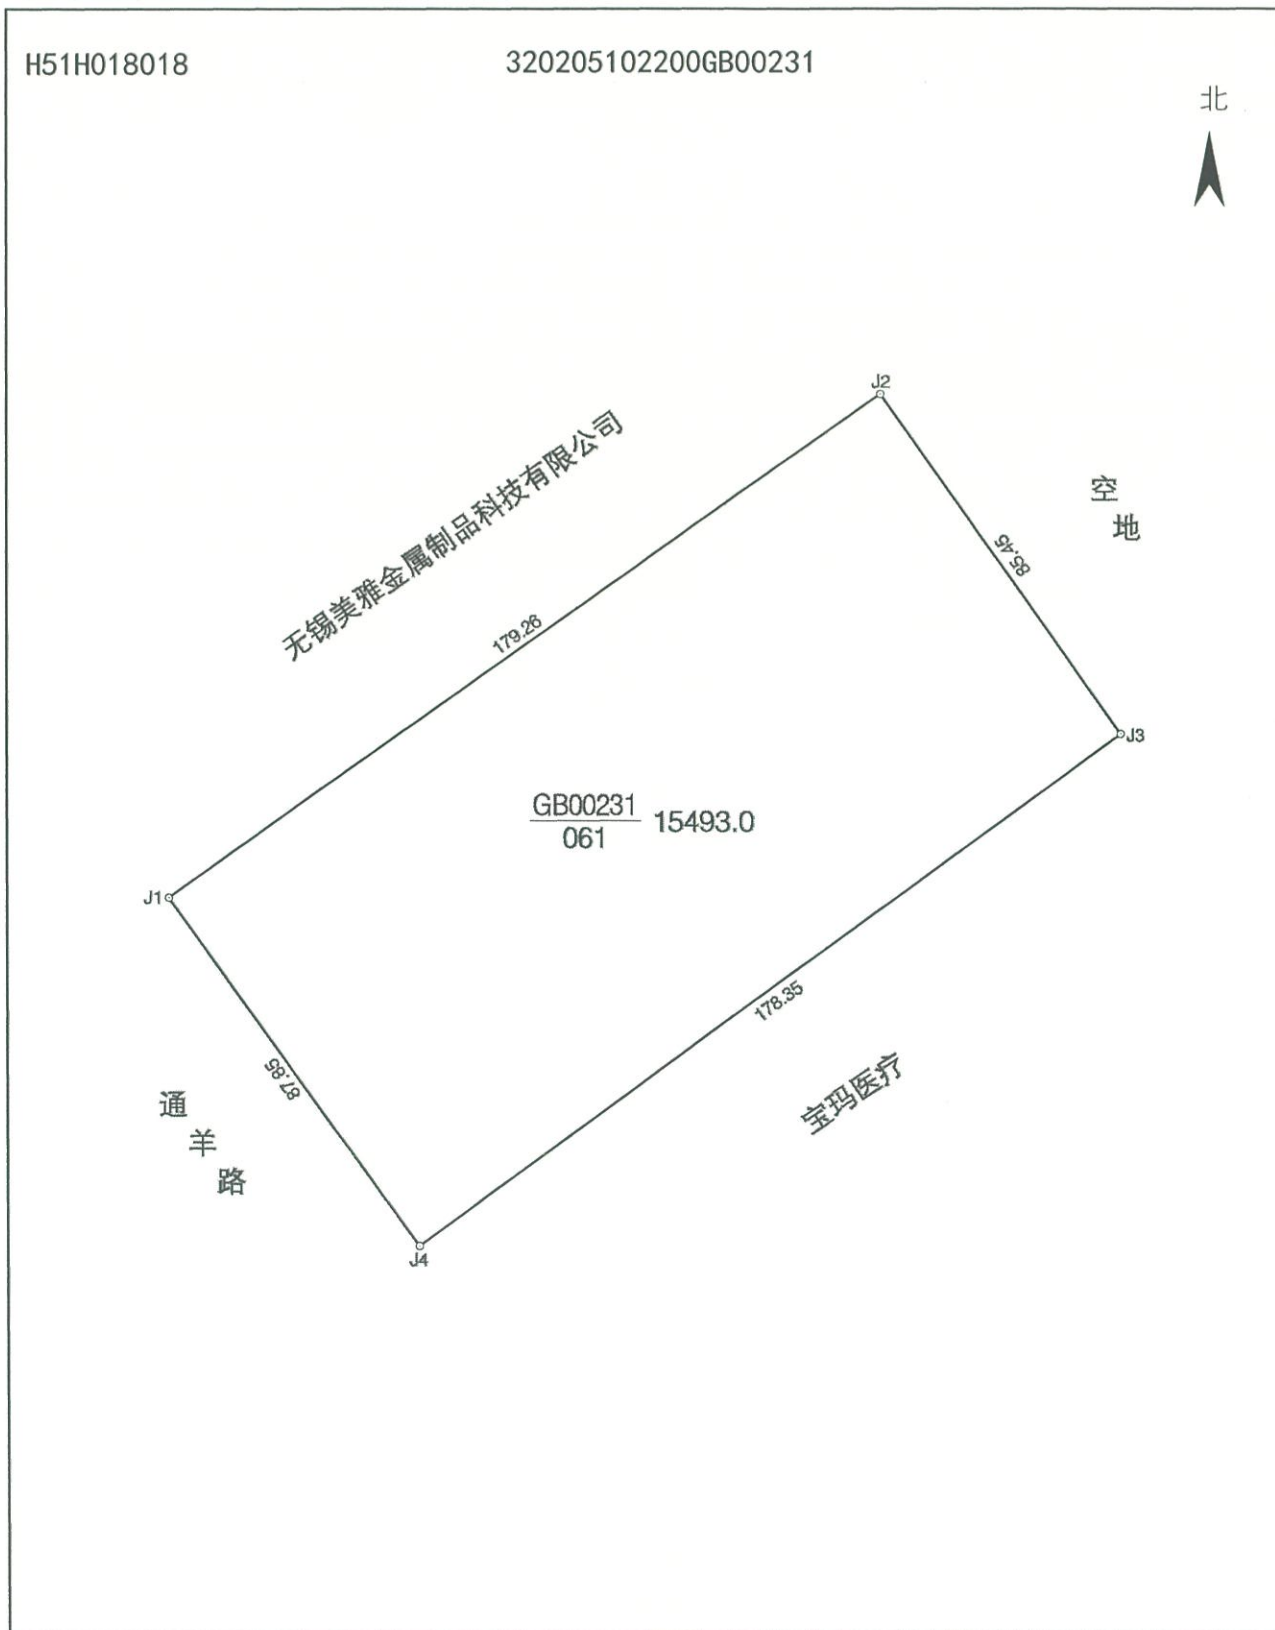 H51H018018
320205102200GB00231
北
J2
无锡美雅金属制品科技有限公司
空地
85.45
179.26
J3
GB00231
061
15493.0
J1
178.35
87.85
宝玛医疗
通羊路
J4